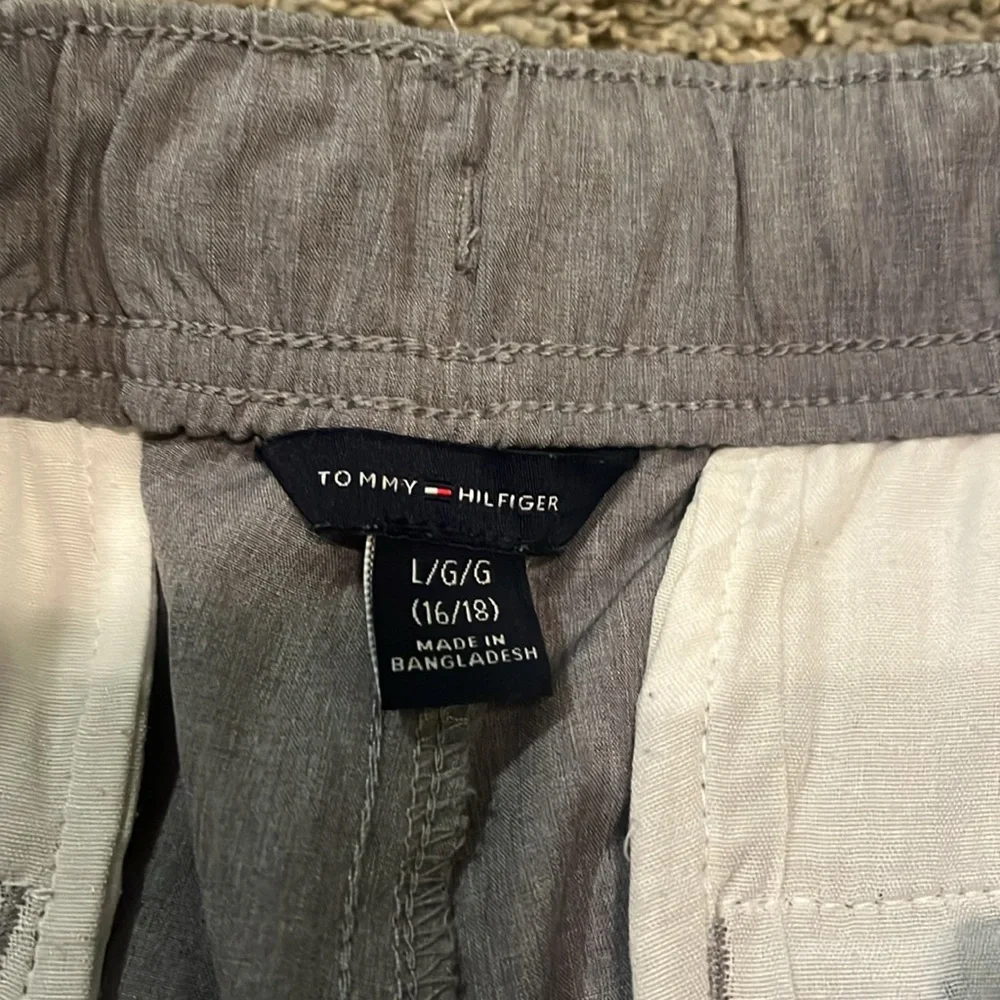 TOMMY HILFIGER
L/G/G
(16/18)
MADE IN
BANGLADESH